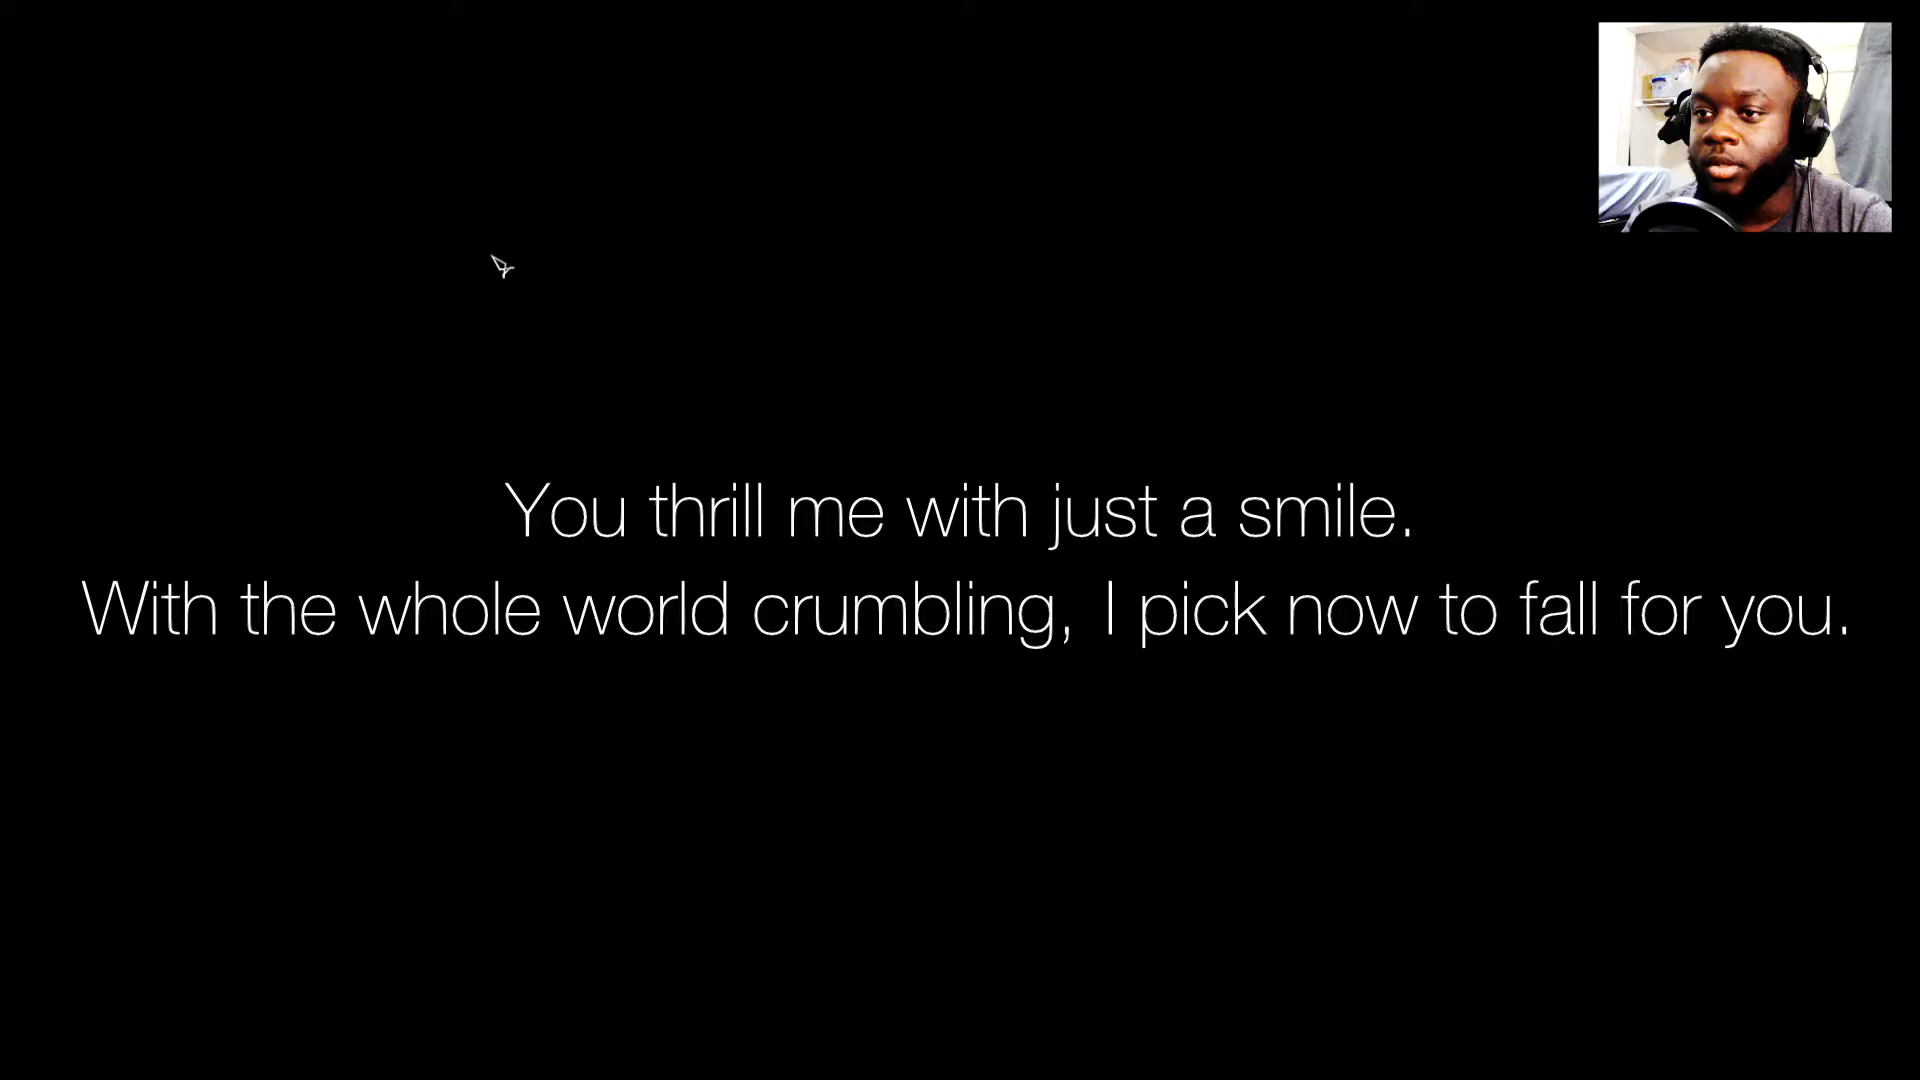 You thrill me with just a smile.
With the whole world crumbling, I pick now to fall for you.